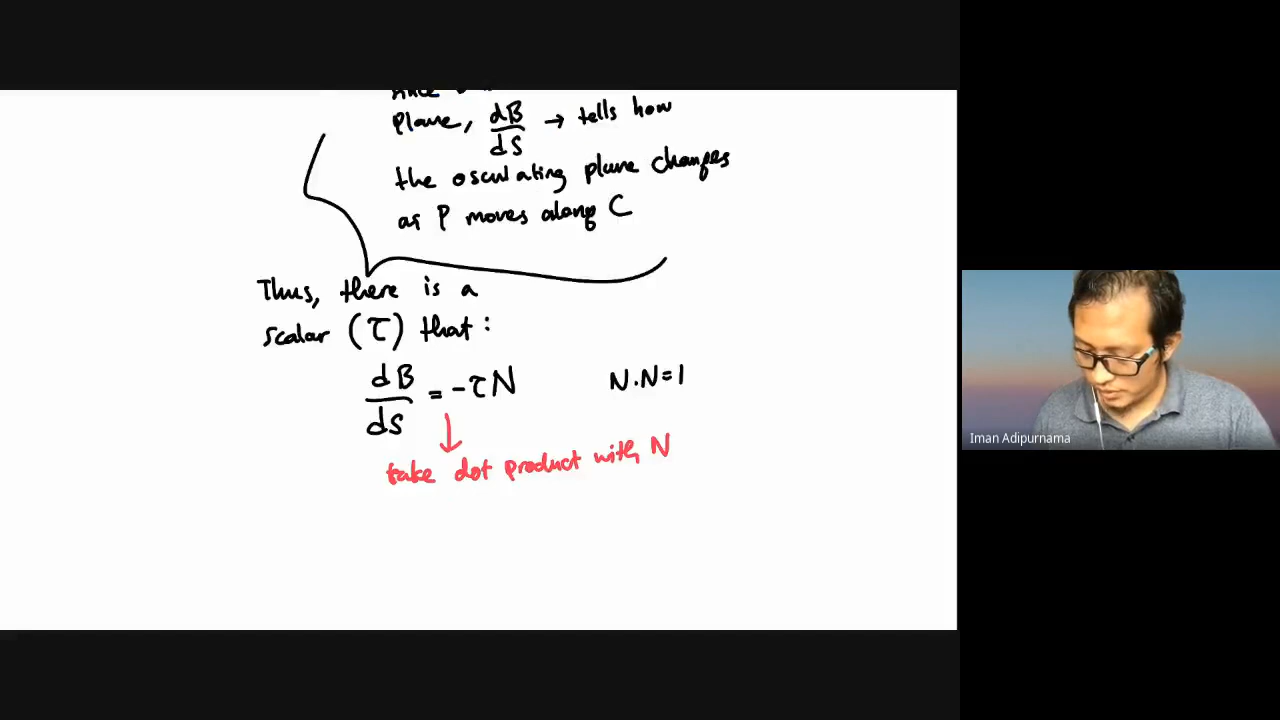 plane, dB/dS → tells how
the osculating plane changes
as P moves along C
Thus, there is a
scalar (τ) that :
dB/dS = -τN N.N=1
take dot product with N
Iman Adipurnama